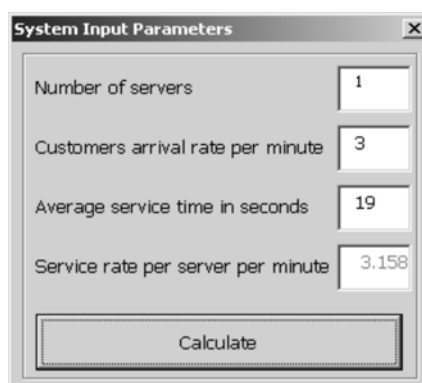 System Input Parameters
Number of servers 1
Customers arrival rate per minute 3
Average service time in seconds 19
Service rate per server per minute 3.158
Calculate